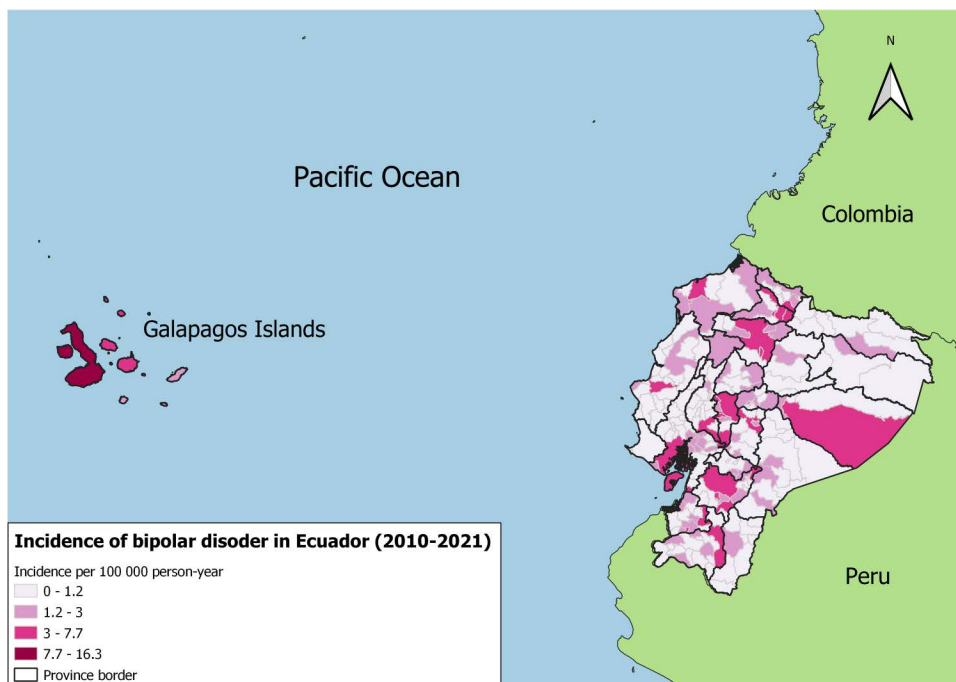 N
Pacific Ocean
Colombia
Galapagos Islands
Peru
Incidence of bipolar disoder in Ecuador (2010-2021)
Incidence per 100 000 person-year
0 - 1.2
1.2 - 3
3 - 7.7
7.7 - 16.3
Province border